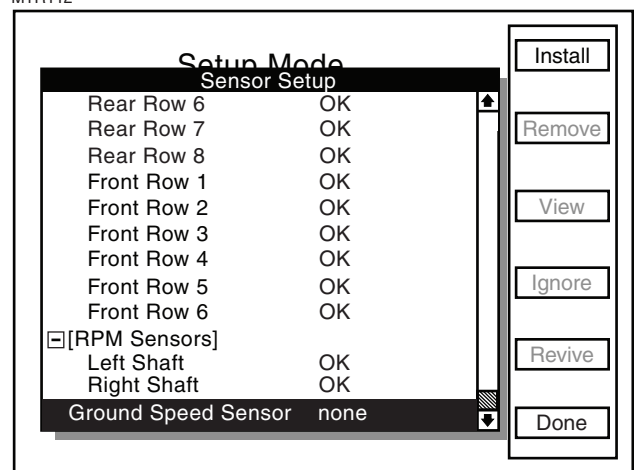 Setup Mode
Sensor Setup
Rear Row 6 OK
Rear Row 7 OK
Rear Row 8 OK
Front Row 1 OK
Front Row 2 OK
Front Row 3 OK
Front Row 4 OK
Front Row 5 OK
Front Row 6 OK
[RPM Sensors]
Left Shaft OK
Right Shaft OK
Ground Speed Sensor none
Install
Remove
View
Ignore
Revive
Done